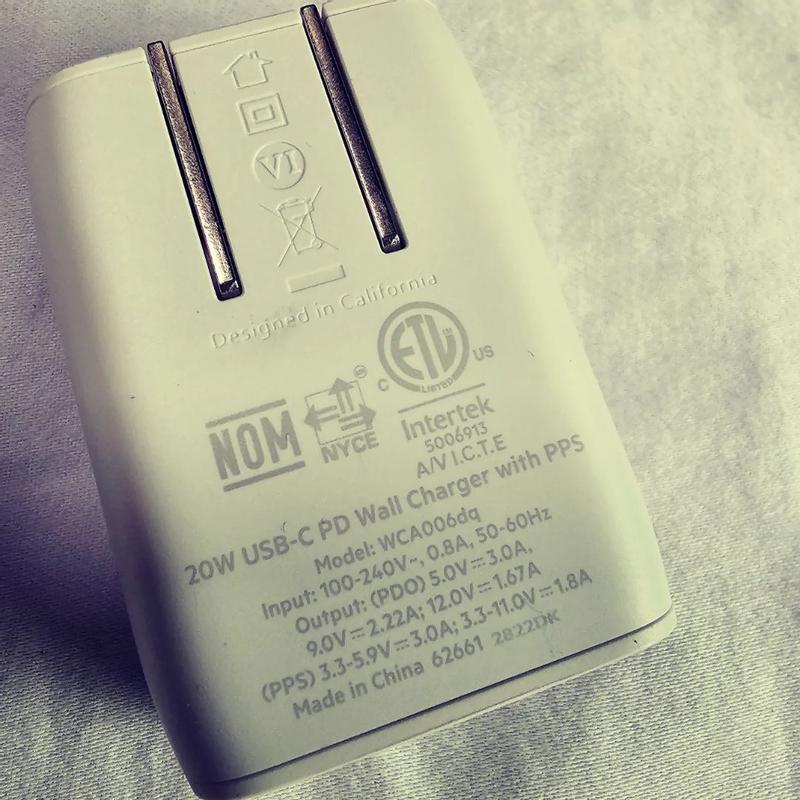 VI
Designed in California
ETL
CM
LISTED
C
US
Intertek
5006913
A/V I.C.T.E
NOM
NYCE
20W USB-C PD Wall Charger with PPS
Model: WCA006dq
Input: 100-240V~, 0.8A, 50-60Hz
Output: (PDO) 5.0V⎓3.0A,
9.0V⎓2.22A; 12.0V⎓1.67A
(PPS) 3.3-5.9V⎓3.0A; 3.3-11.0V⎓1.8A
Made in China 62661 2822DK